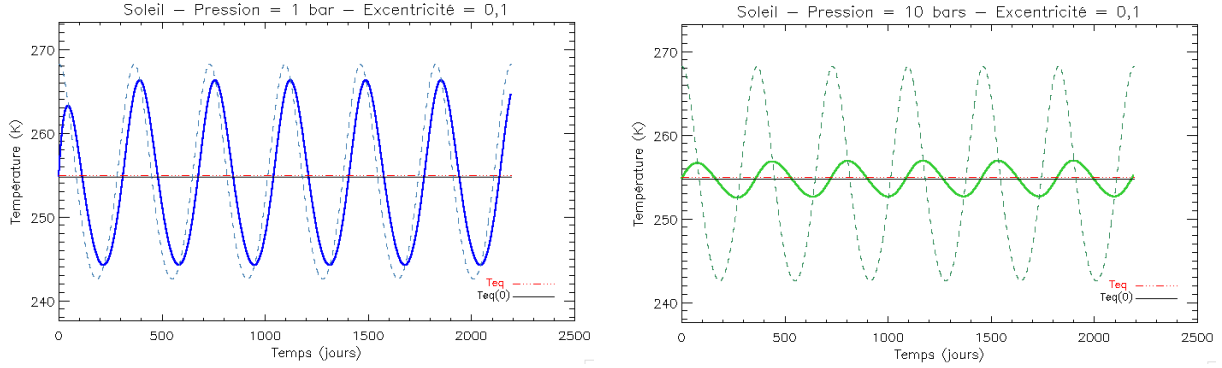 Soleil – Pression = 1 bar – Excentricité = 0,1
270
260
250
240
Température (K)
Teq
Teq(0)
0 500 1000 1500 2000 2500
Temps (jours)
Soleil – Pression = 10 bars – Excentricité = 0,1
270
260
250
240
Température (K)
Teq
Teq(0)
0 500 1000 1500 2000 2500
Temps (jours)